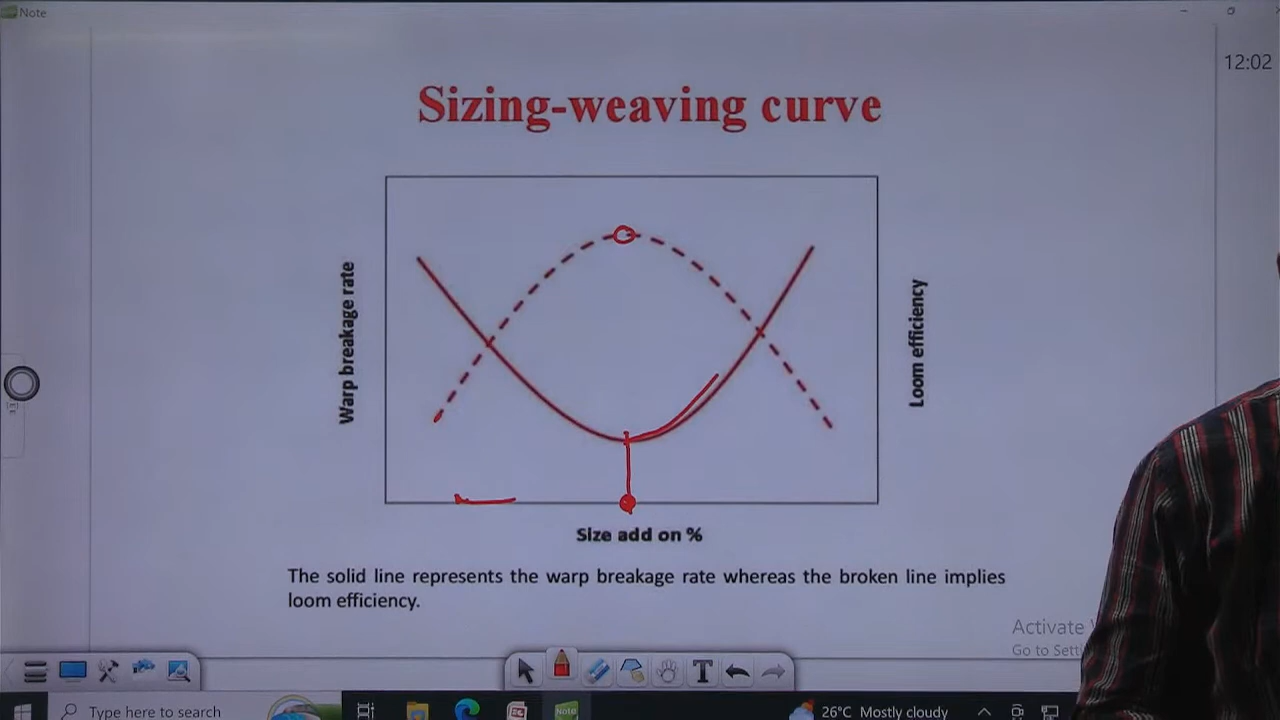 Note
12:02
Sizing-weaving curve
Warp breakage rate
Loom efficiency
Size add on %
The solid line represents the warp breakage rate whereas the broken line implies
loom efficiency.
Activate
Go to
Type here to search
Note
26°C Mostly cloudy